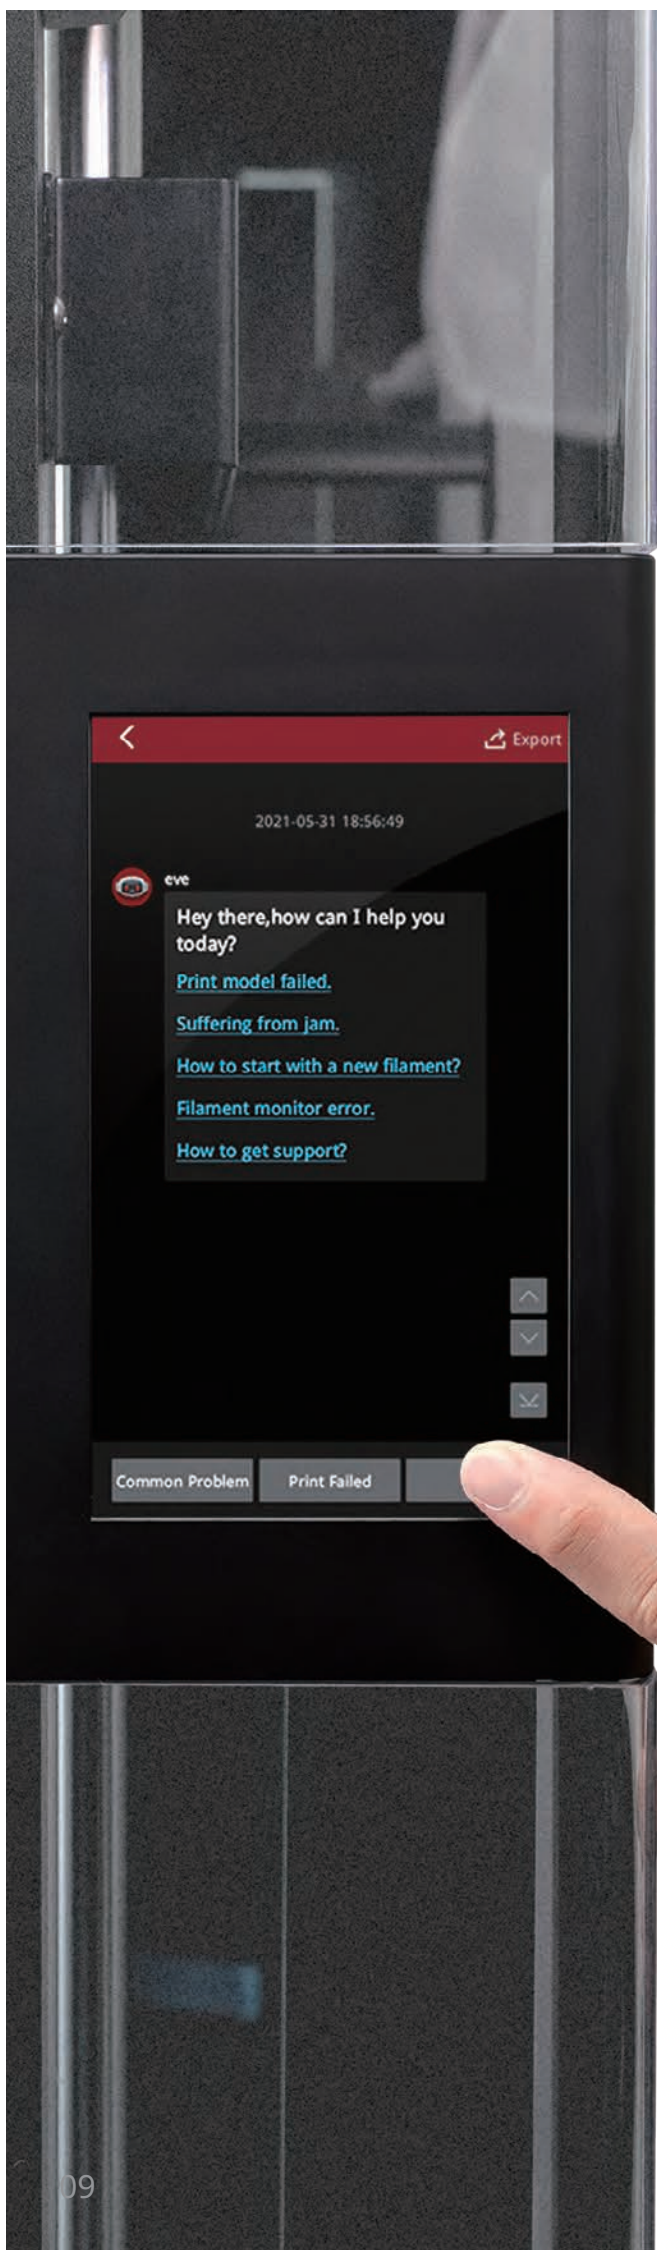 Export
2021-05-31 18:56:49
eve
Hey there,how can I help you
today?
Print model failed.
Suffering from jam.
How to start with a new filament?
Filament monitor error.
How to get support?
Common Problem
Print Failed
09